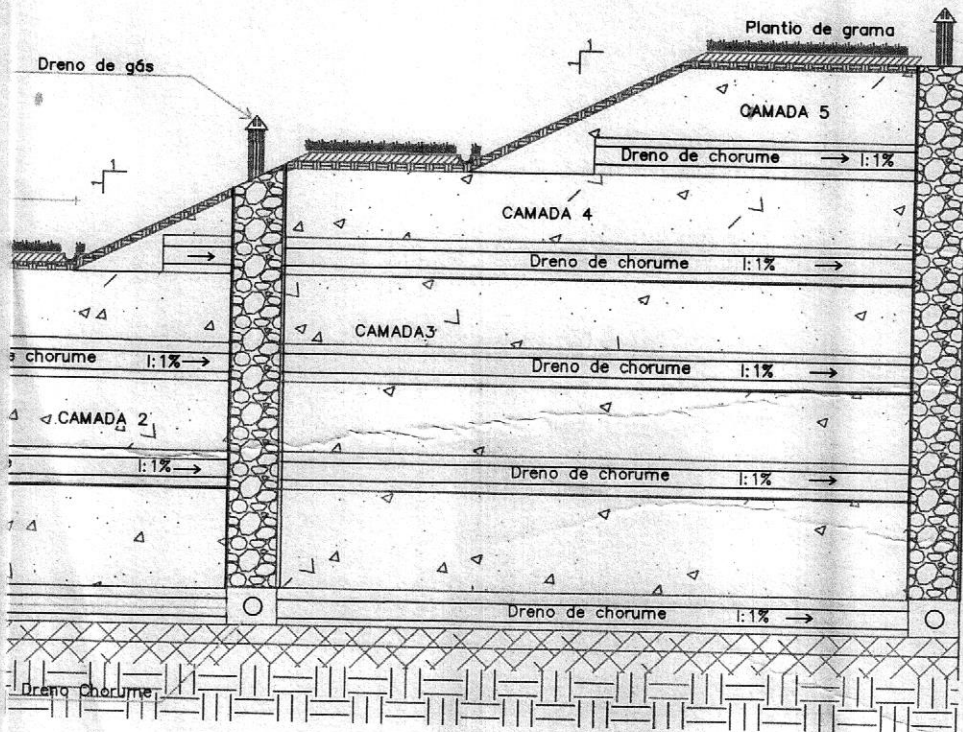 Plantio de grama
Dreno de gás
1
1
CAMADA 5
Dreno de chorume I:1%
CAMADA 4
Dreno de chorume I:1%
CAMADA3
chorume I:1%
Dreno de chorume I:1%
CAMADA 2
I:1%
Dreno de chorume I:1%
Dreno de chorume I:1%
Dreno Chorume